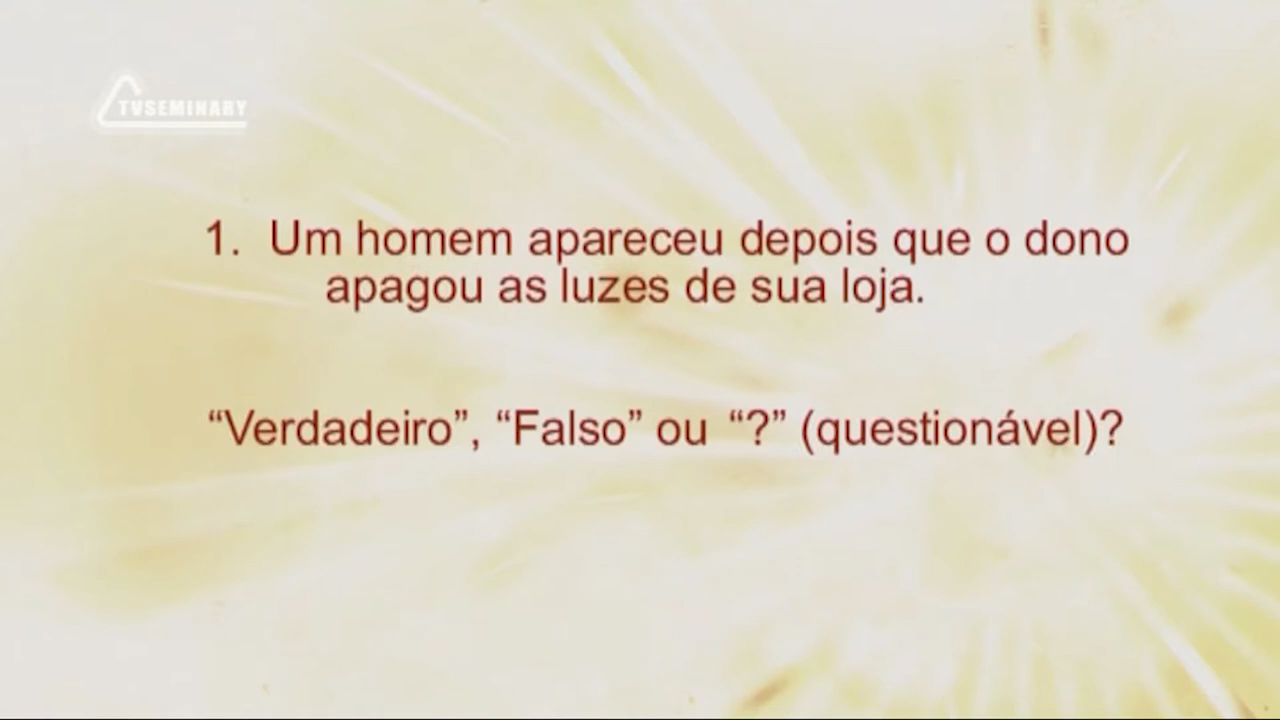 TVSEMINARY
1. Um homem apareceu depois que o dono
apagou as luzes de sua loja.
“Verdadeiro”, “Falso” ou “?” (questionável)?